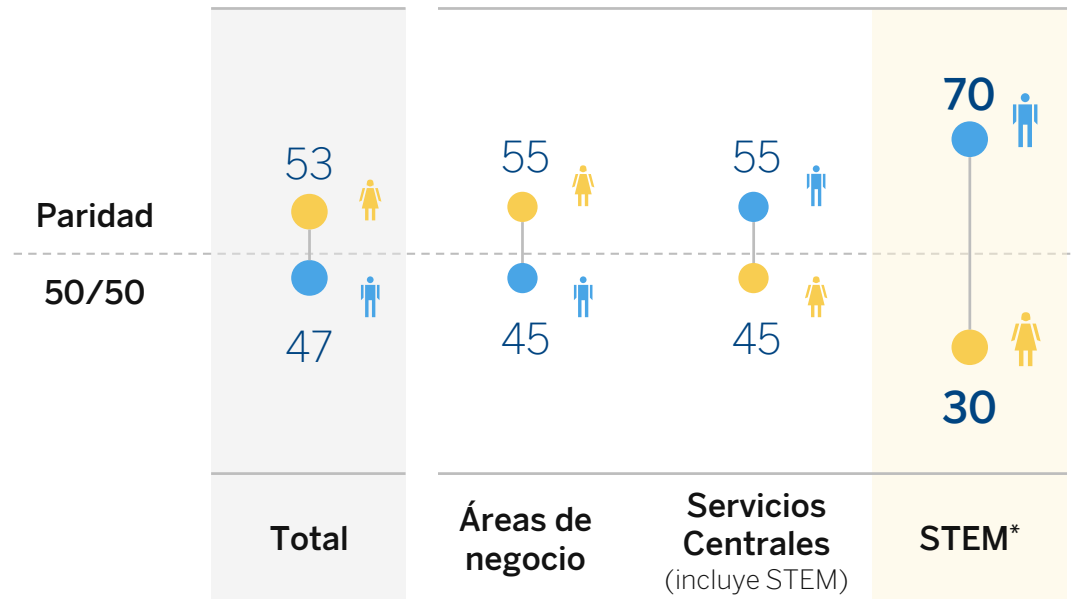 70
53
55
55
Paridad
50/50
47
45
45
30
Total
Áreas de
negocio
Servicios
Centrales
(incluye STEM)
STEM*